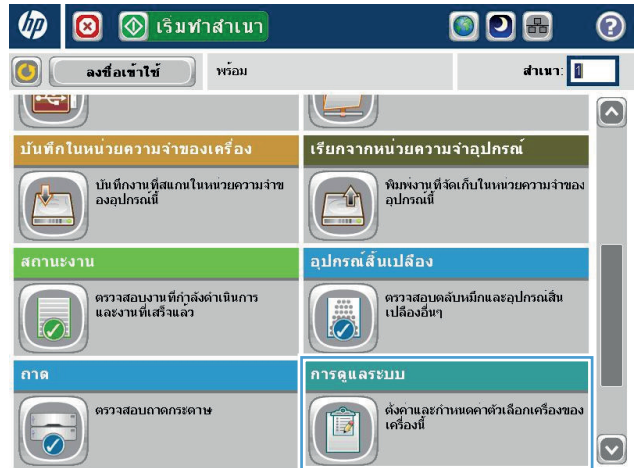 hp
เริ่มทำสำเนา
?
ลงชื่อเข้าใช้
พร้อม
สำเนา: 1
บันทึกในหน่วยความจำของเครื่อง
บันทึกงานที่สแกนในหน่วยความจำข
องอุปกรณ์นี้
เรียกจากหน่วยความจำอุปกรณ์
พิมพ์งานที่จัดเก็บในหน่วยความจำของ
อุปกรณ์นี้
สถานะงาน
ตรวจสอบงานที่กำลังดำเนินการ
และงานที่เสร็จแล้ว
อุปกรณ์สิ้นเปลือง
ตรวจสอบตลับหมึกและอุปกรณ์สิ้น
เปลืองอื่นๆ
ถาด
ตรวจสอบถาดกระดาษ
การดูแลระบบ
ตั้งค่าและกำหนดค่าตัวเลือกเครื่องของ
เครื่องนี้